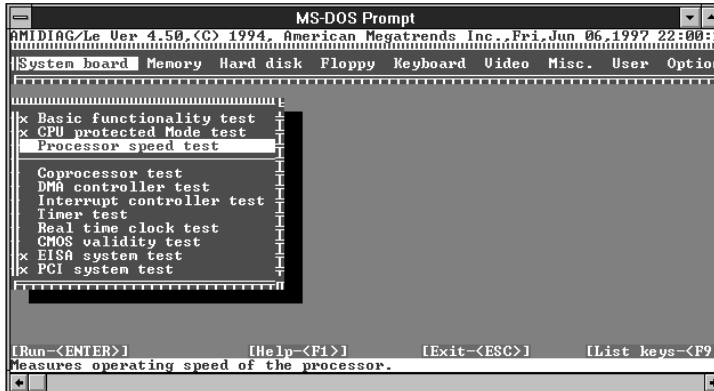 MS-DOS Prompt
AMIDIAG/Le Ver 4.50,(C) 1994, American Megatrends Inc.,Fri,Jun 06,1997 22:00:
System board Memory Hard disk Floppy Keyboard Video Misc. User Optio
x Basic functionality test
x CPU protected Mode test
Processor speed test
Coprocessor test
DMA controller test
Interrupt controller test
Timer test
Real time clock test
CMOS validity test
x EISA system test
x PCI system test
[Run-<ENTER>] [Help-<F1>] [Exit-<ESC>] [List keys-<F9
Measures operating speed of the processor.